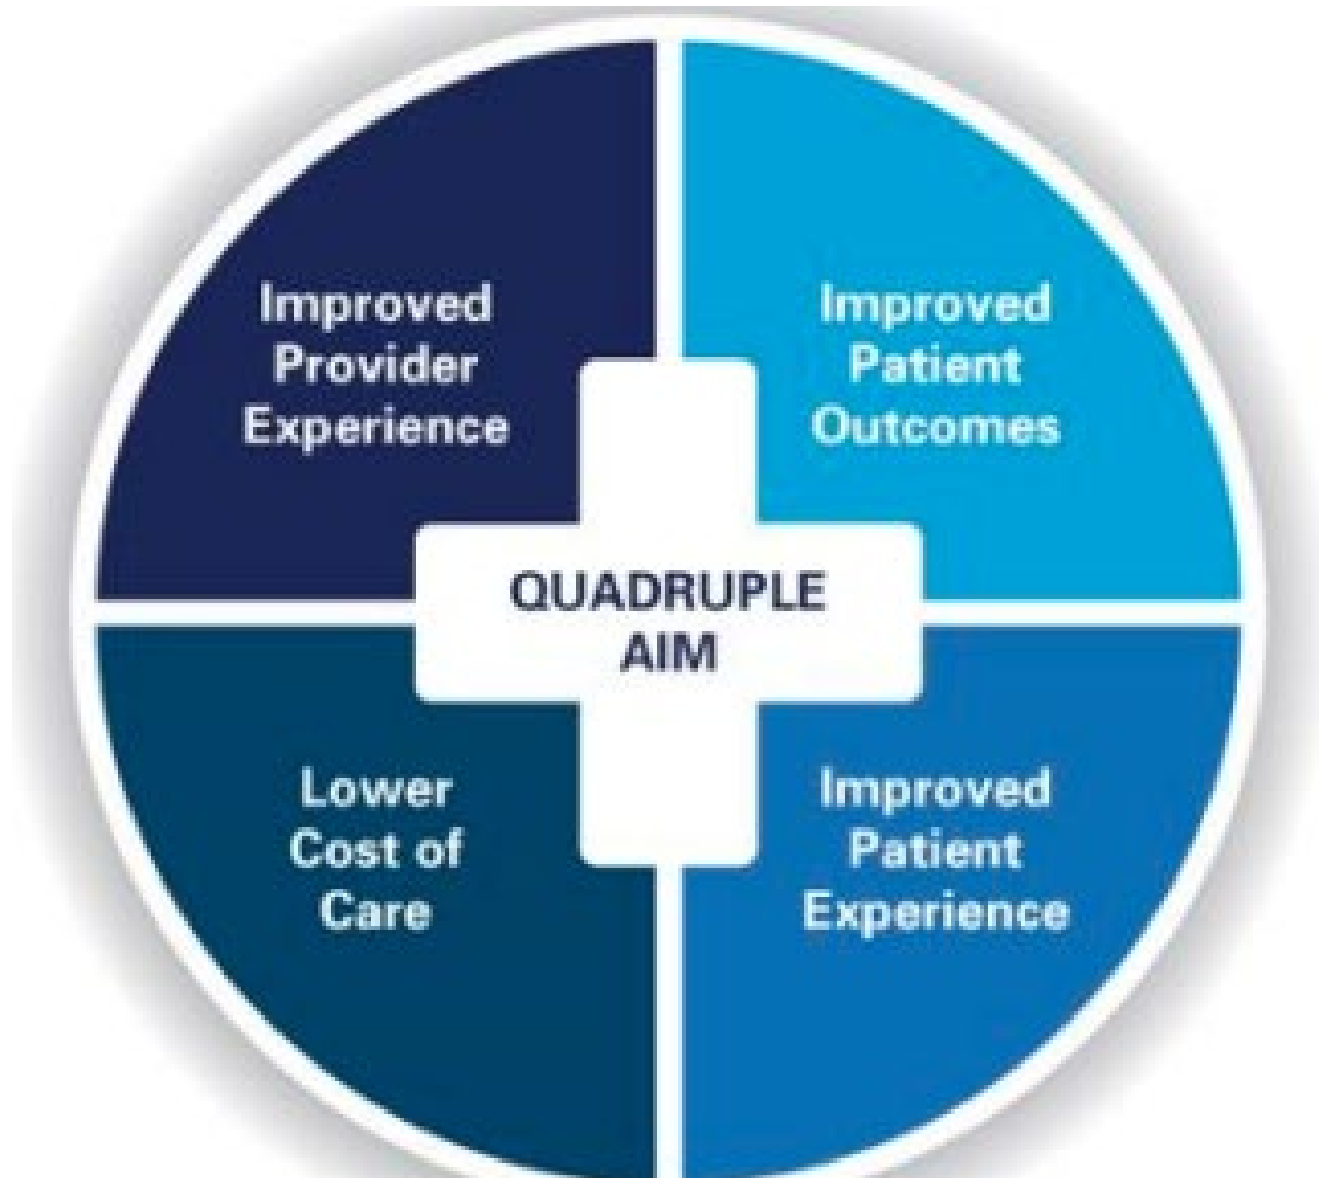 Improved
Provider
Experience
Improved
Patient
Outcomes
QUADRUPLE
AIM
Lower
Cost of
Care
Improved
Patient
Experience